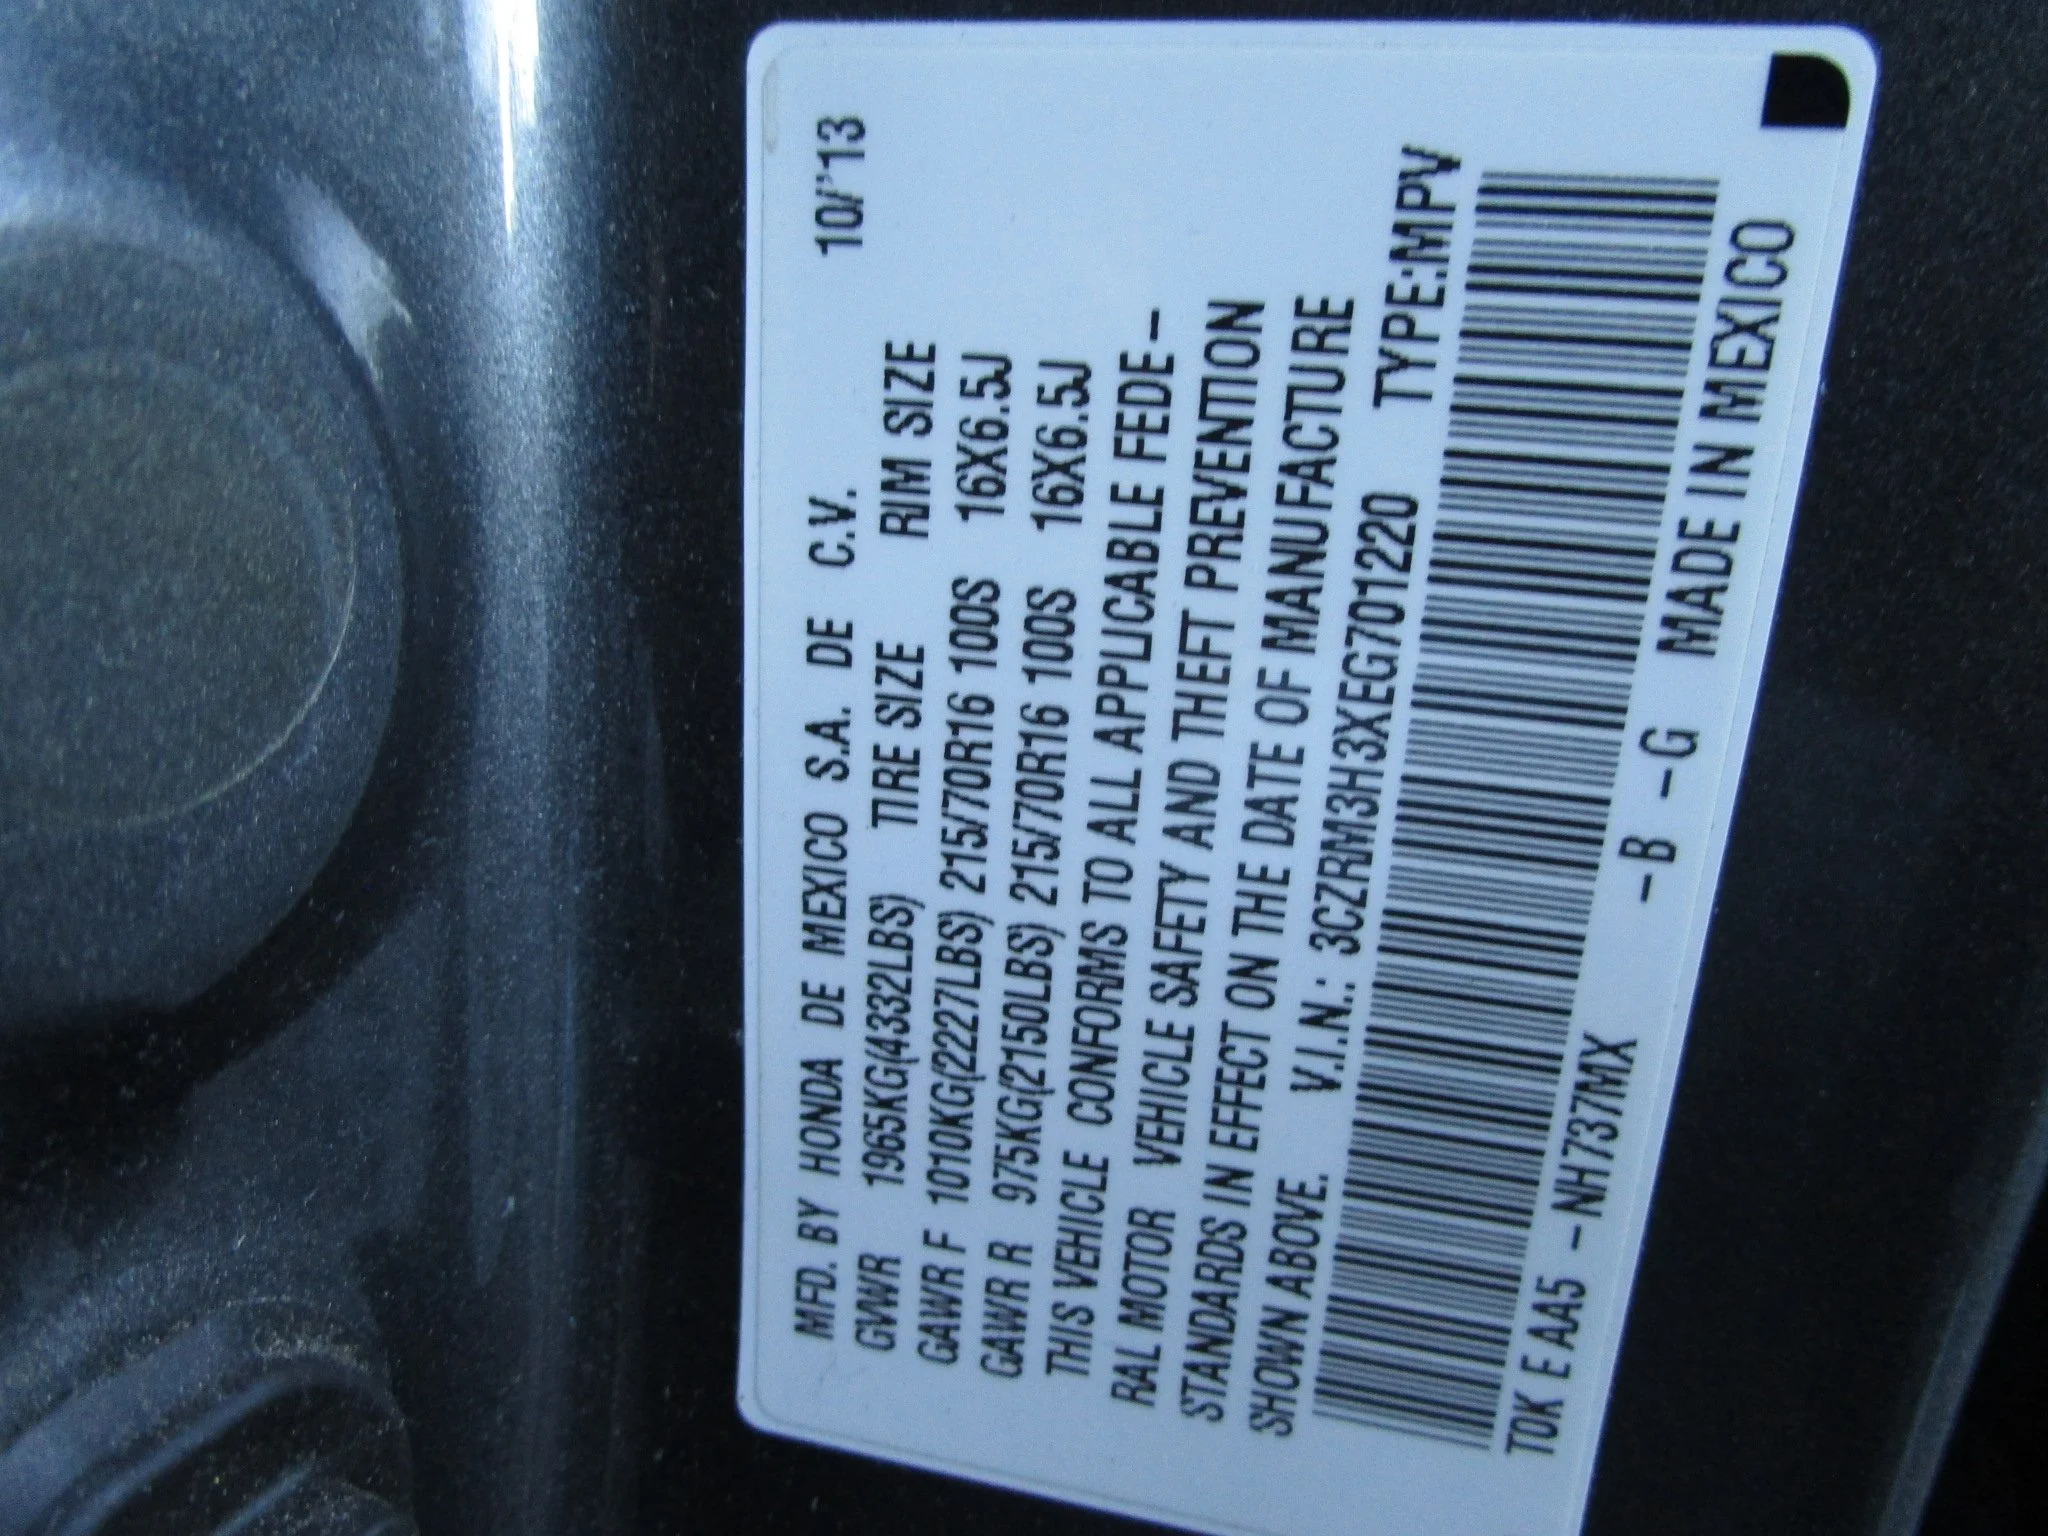 MFD. BY HONDA DE MEXICO S.A. DE C.V. 10/'13
GVWR 1965KG(4332LBS) TIRE SIZE RIM SIZE
GAWR F 1010KG(2227LBS) 215/70R16 100S 16X6.5J
GAWR R 975KG(2150LBS) 215/70R16 100S 16X6.5J
THIS VEHICLE CONFORMS TO ALL APPLICABLE FEDE-
RAL MOTOR VEHICLE SAFETY AND THEFT PREVENTION
STANDARDS IN EFFECT ON THE DATE OF MANUFACTURE
SHOWN ABOVE. V.I.N.: 3CZRM3H3XEG701220 TYPE:MPV
T0K E AA5 -NH737MX -B -G MADE IN MEXICO